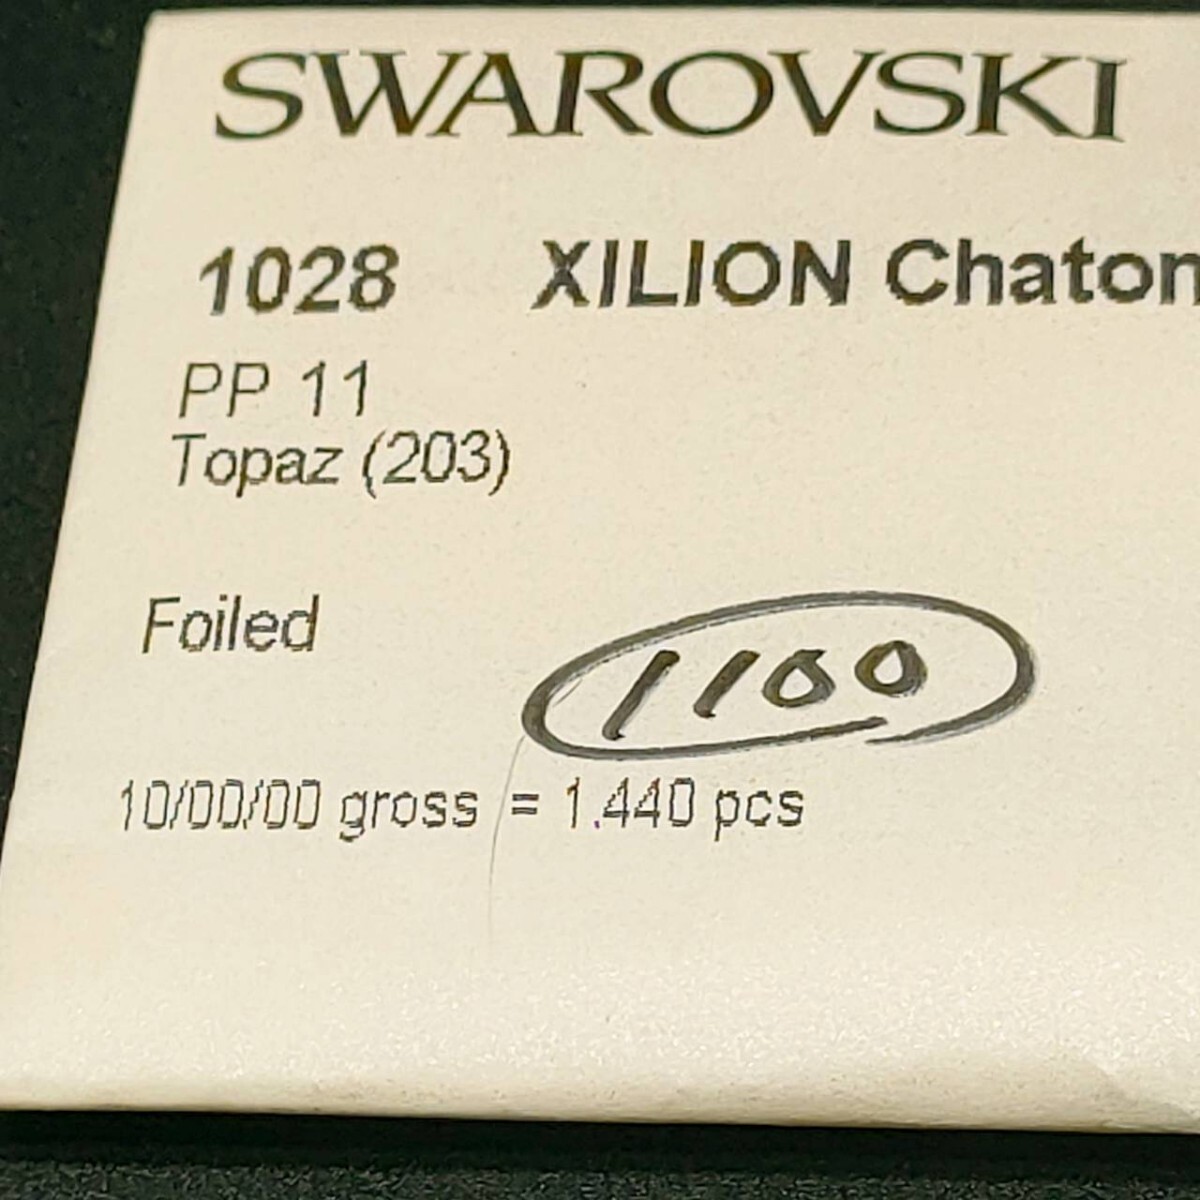 SWAROVSKI
1028 XILION Chaton
PP 11
Topaz (203)
Foiled
1100
10/00/00 gross = 1.440 pcs